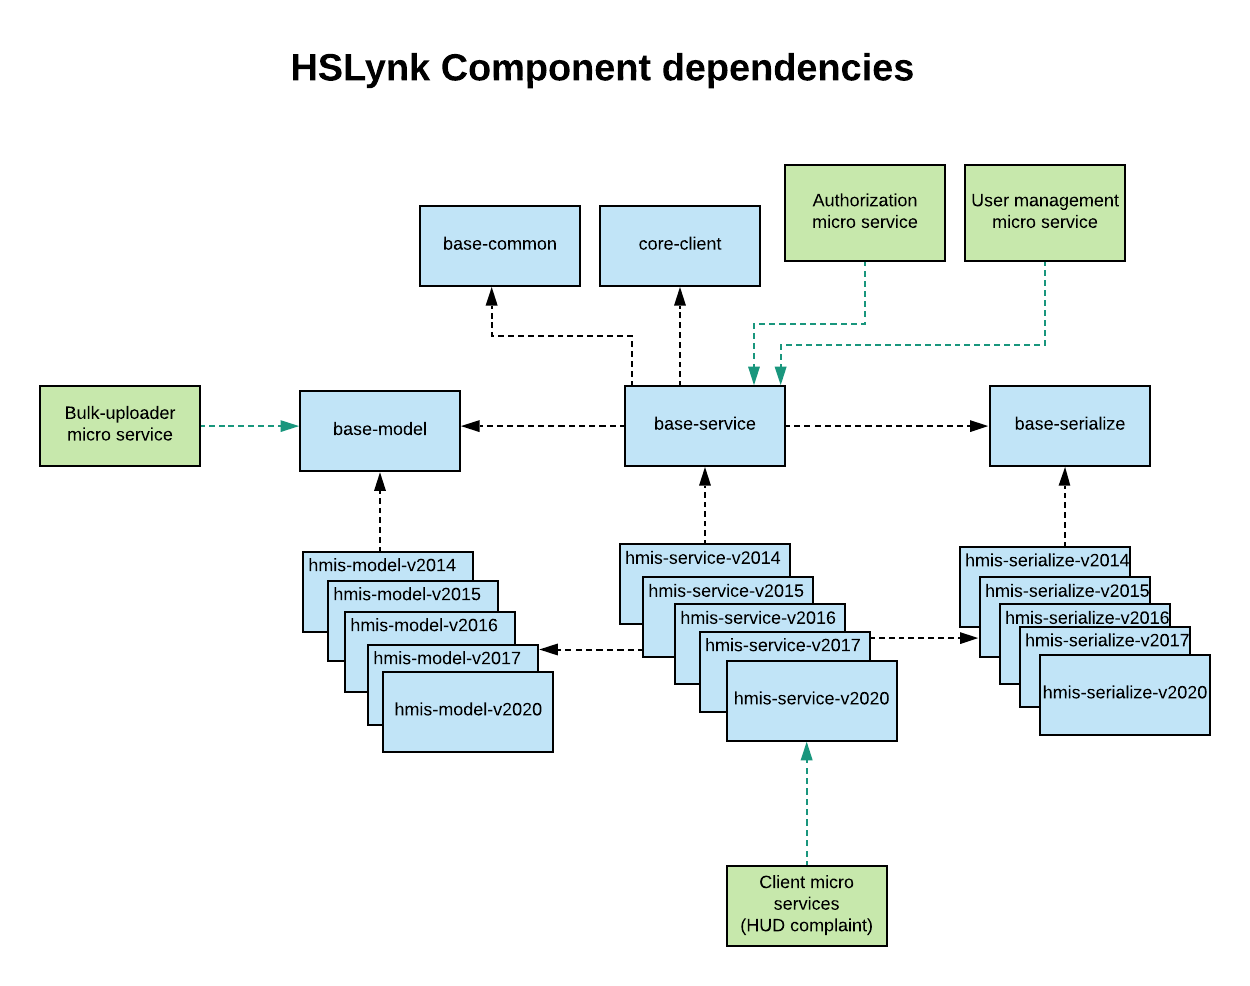 HSLynk Component dependencies
Authorization
micro service
User management
micro service
base-common
core-client
Bulk-uploader
micro service
base-model
base-service
base-serialize
hmis-model-v2014
hmis-model-v2015
hmis-model-v2016
hmis-model-v2017
hmis-model-v2020
hmis-service-v2014
hmis-service-v2015
hmis-service-v2016
hmis-service-v2017
hmis-service-v2020
hmis-serialize-v2014
hmis-serialize-v2015
hmis-serialize-v2016
hmis-serialize-v2017
hmis-serialize-v2020
Client micro
services
(HUD complaint)